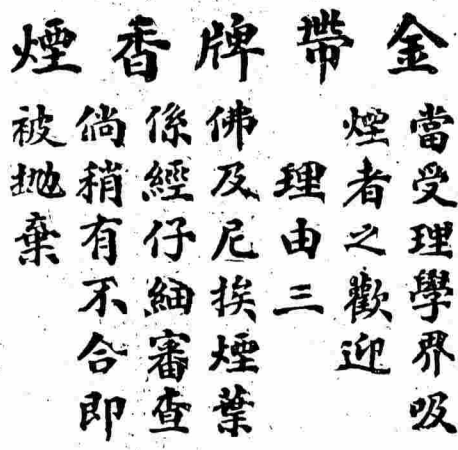 金帶牌香煙
當受理學界吸
煙者之歡迎
理由三
佛及尼挨煙葉
係經仔細審查
倘稍有不合即
被拋棄